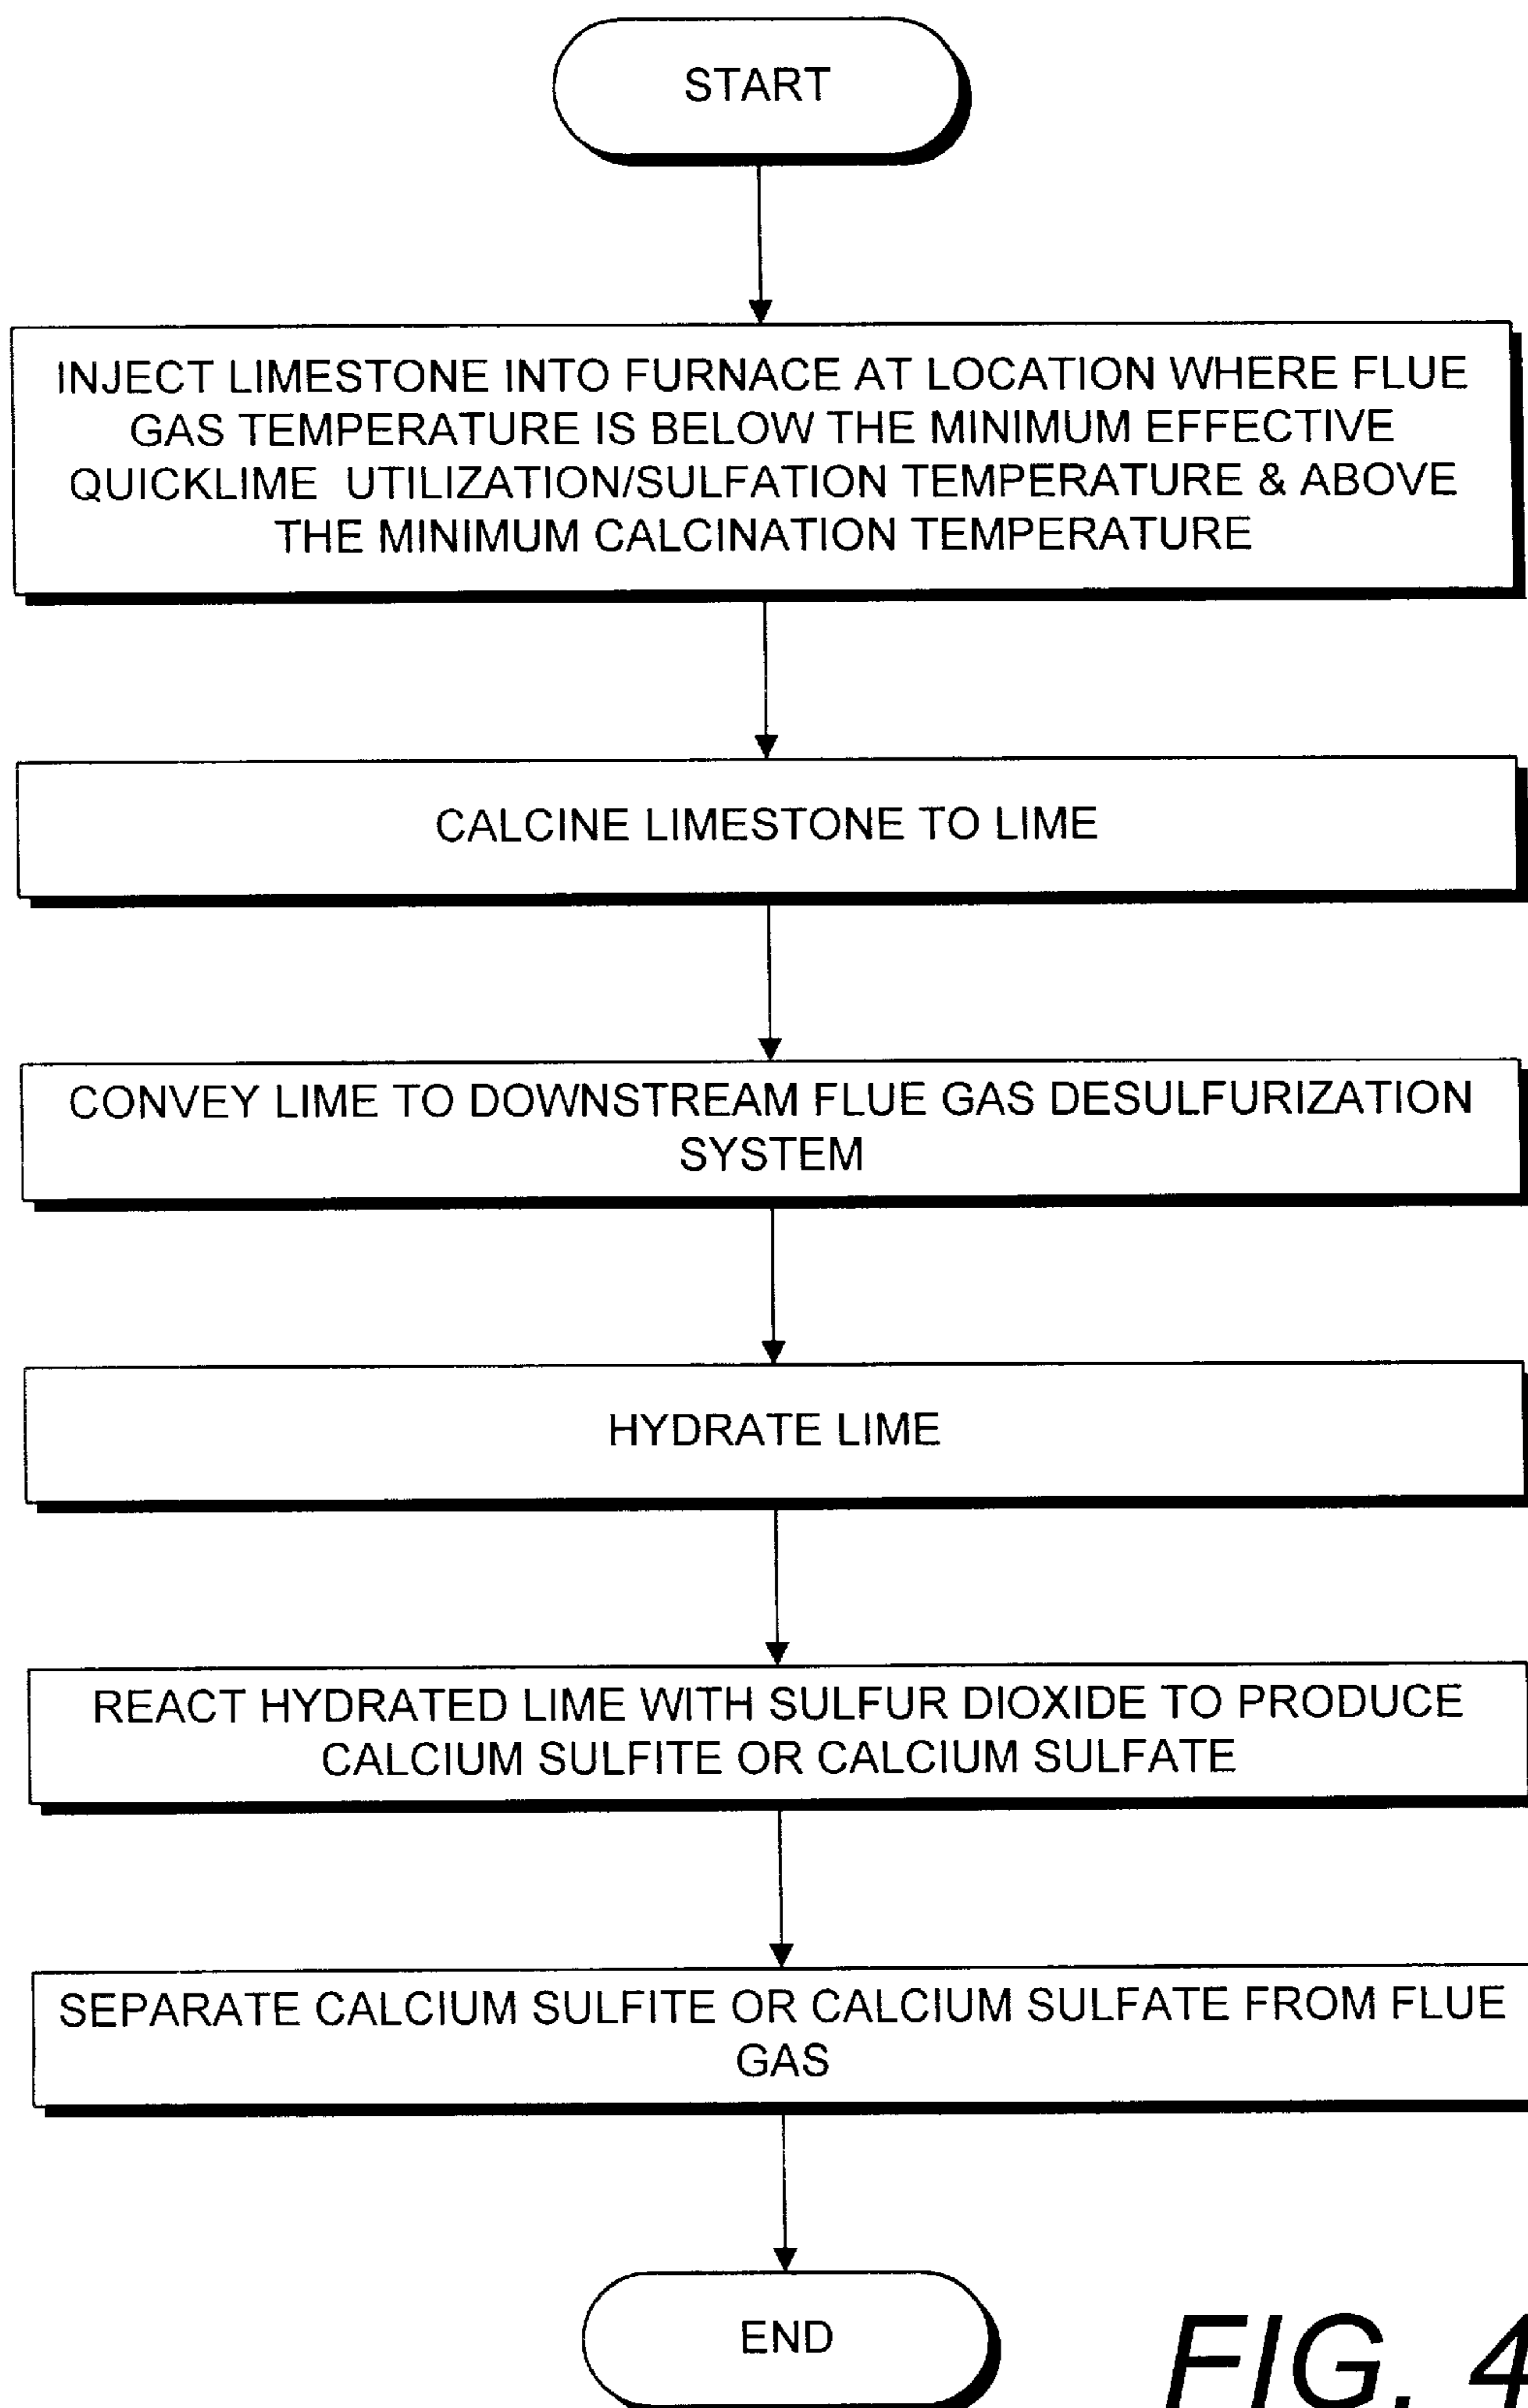 START
INJECT LIMESTONE INTO FURNACE AT LOCATION WHERE FLUE
GAS TEMPERATURE IS BELOW THE MINIMUM EFFECTIVE
QUICKLIME UTILIZATION/SULFATION TEMPERATURE & ABOVE
THE MINIMUM CALCINATION TEMPERATURE
CALCINE LIMESTONE TO LIME
CONVEY LIME TO DOWNSTREAM FLUE GAS DESULFURIZATION
SYSTEM
HYDRATE LIME
REACT HYDRATED LIME WITH SULFUR DIOXIDE TO PRODUCE
CALCIUM SULFITE OR CALCIUM SULFATE
SEPARATE CALCIUM SULFITE OR CALCIUM SULFATE FROM FLUE
GAS
END
FIG. 4